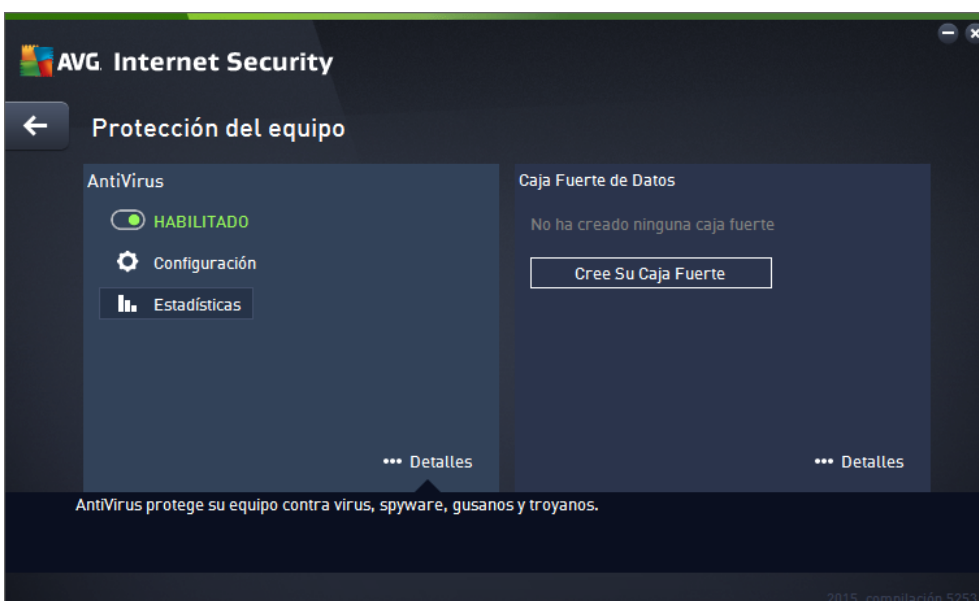 AVG. Internet Security
Protección del equipo
AntiVirus
HABILITADO
Configuración
Estadísticas
Detalles
Caja Fuerte de Datos
No ha creado ninguna caja fuerte
Cree Su Caja Fuerte
Detalles
AntiVirus protege su equipo contra virus, spyware, gusanos y troyanos.
2015, compilación 5253